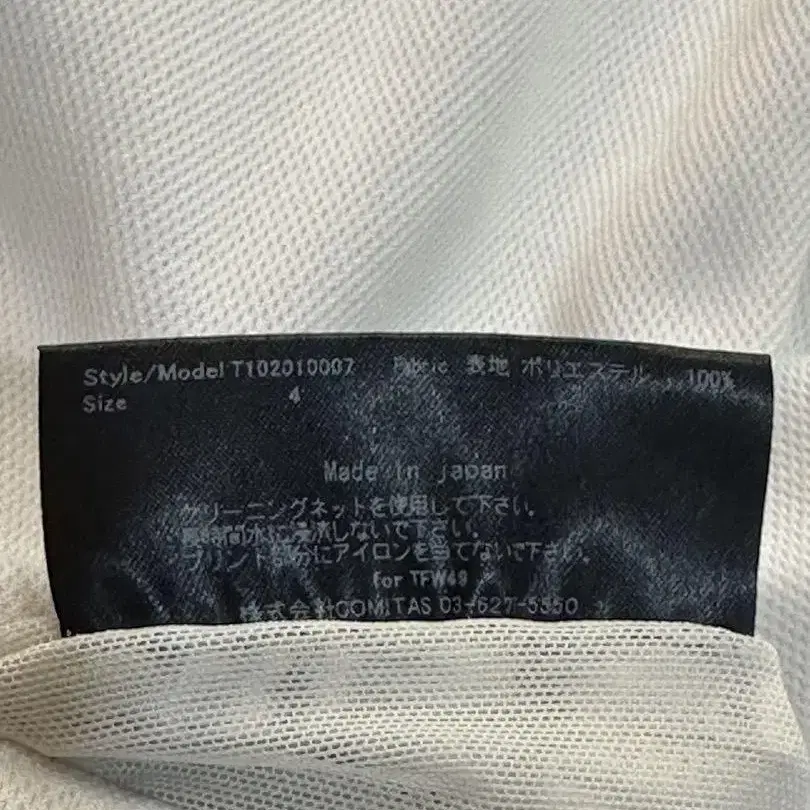 Style/Model T102010007 Fabric 表地 ポリエステル 100%
Size 4
Made in japan
クリーニングネットを使用して下さい。
長時間水に浸漬しないで下さい。
プリント部分にアイロンを当てないで下さい。
for TFW49
株式会社COMITAS